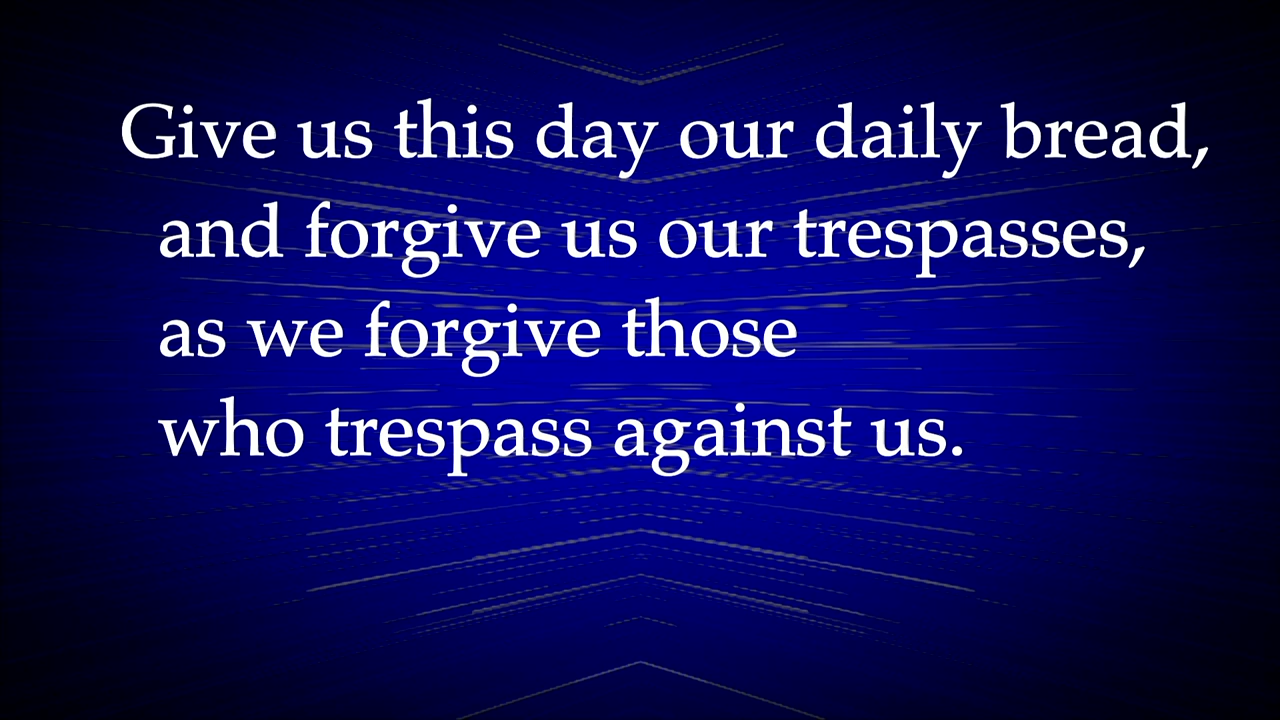 Give us this day our daily bread,
and forgive us our trespasses,
as we forgive those
who trespass against us.